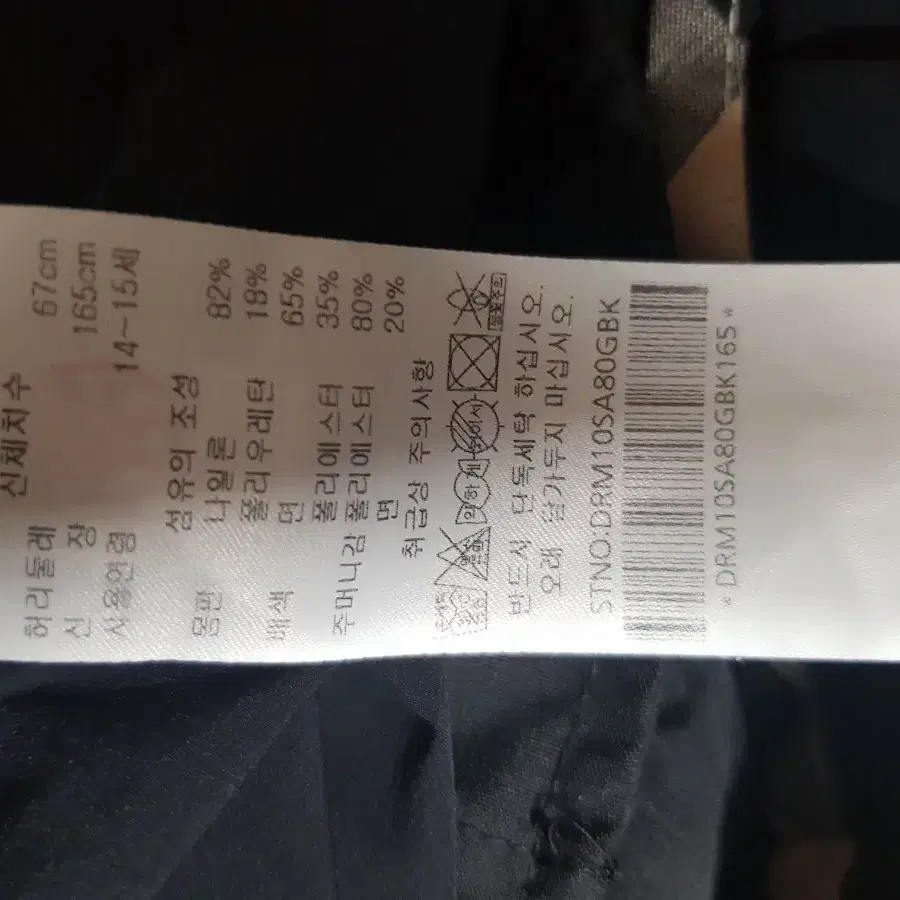 신체치수
허리둘레 67cm
신 장 165cm
사용연령 14~15세
섬유의 조성
몸판 나일론 82%
폴리우레탄 18%
배색 면 65%
폴리에스터 35%
주머니감 폴리에스터 80%
면 20%
취급상 주의사항
반드시 단독세탁 하십시오.
오래 담가두지 마십시오.
STNO:DRM10SA80GBK
*DRM10SA80GBK165*